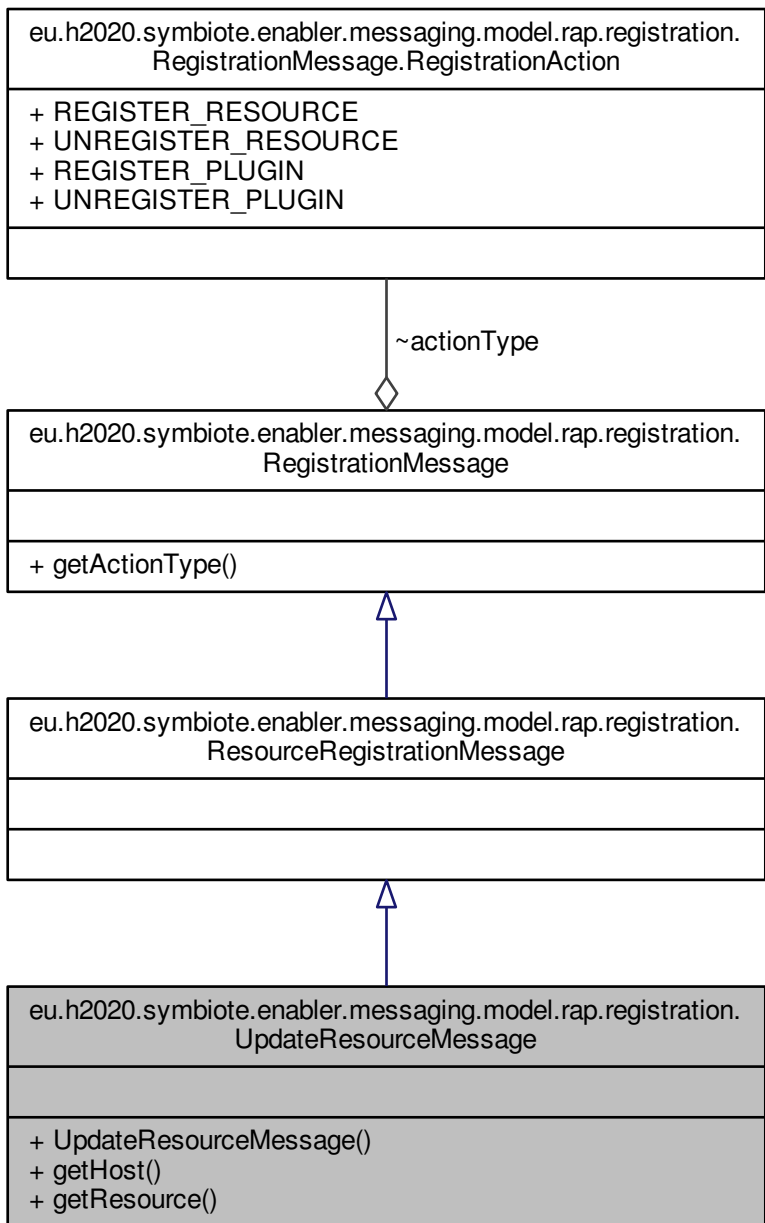 eu.h2020.symbiote.enabler.messaging.model.rap.registration.
RegistrationMessage.RegistrationAction
+ REGISTER_RESOURCE
+ UNREGISTER_RESOURCE
+ REGISTER_PLUGIN
+ UNREGISTER_PLUGIN
~actionType
eu.h2020.symbiote.enabler.messaging.model.rap.registration.
RegistrationMessage
+ getActionType()
eu.h2020.symbiote.enabler.messaging.model.rap.registration.
ResourceRegistrationMessage
eu.h2020.symbiote.enabler.messaging.model.rap.registration.
UpdateResourceMessage
+ UpdateResourceMessage()
+ getHost()
+ getResource()